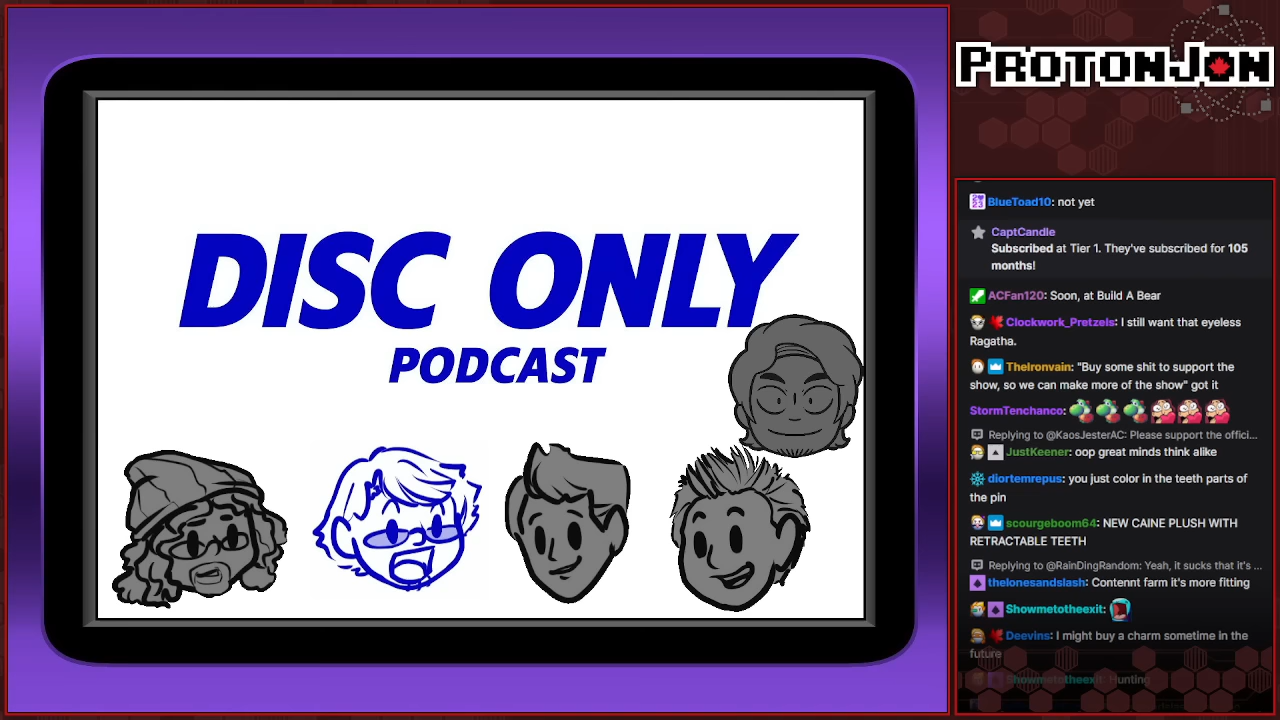 PROTONJON
DISC ONLY
PODCAST
BlueToad10: not yet
CaptCandle
Subscribed at Tier 1. They've subscribed for 105
months!
ACFan120: Soon, at Build A Bear
Clockwork_Pretzels: I still want that eyeless
Ragatha.
TheIronvain: "Buy some shit to support the
show, so we can make more of the show" got it
StormTenchanco:
Replying to @KaosJesterAC: Please support the offici...
JustKeener: oop great minds think alike
diortemrepus: you just color in the teeth parts of
the pin
scourgeboom64: NEW CAINE PLUSH WITH
RETRACTABLE TEETH
Replying to @RainDingRandom: Yeah, it sucks that it's ...
thelonesandslash: Contennt farm it's more fitting
Showmetotheexit:
Deevins: I might buy a charm sometime in the
future
Showmetotheexit: Hunting